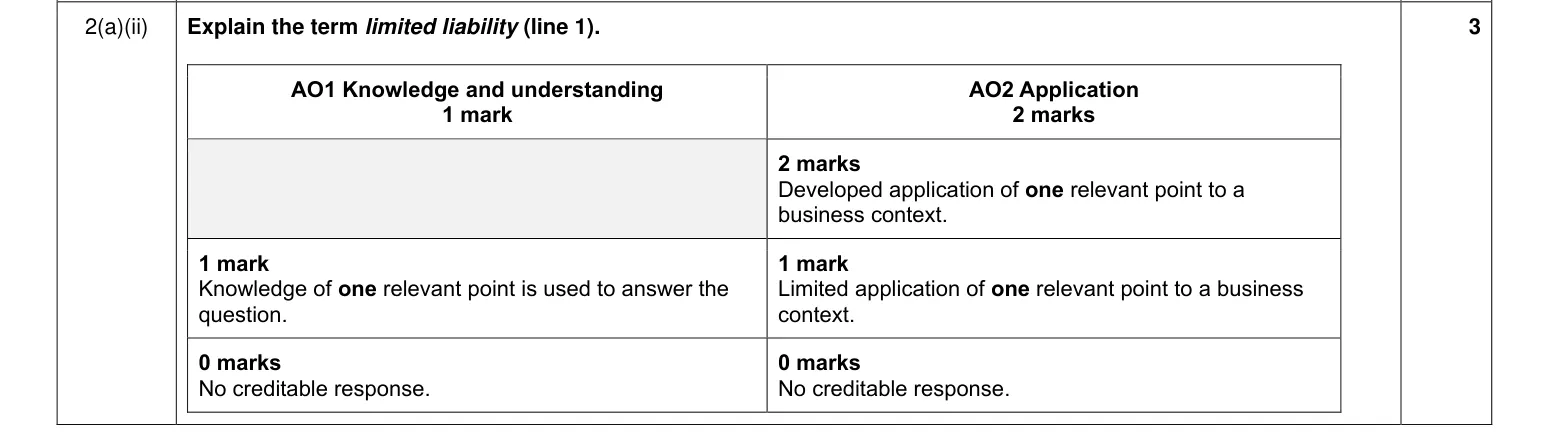 2(a)(ii) Explain the term limited liability (line 1). 3
AO1 Knowledge and understanding
1 mark
AO2 Application
2 marks
2 marks
Developed application of one relevant point to a
business context.
1 mark
Knowledge of one relevant point is used to answer the
question.
1 mark
Limited application of one relevant point to a business
context.
0 marks
No creditable response.
0 marks
No creditable response.